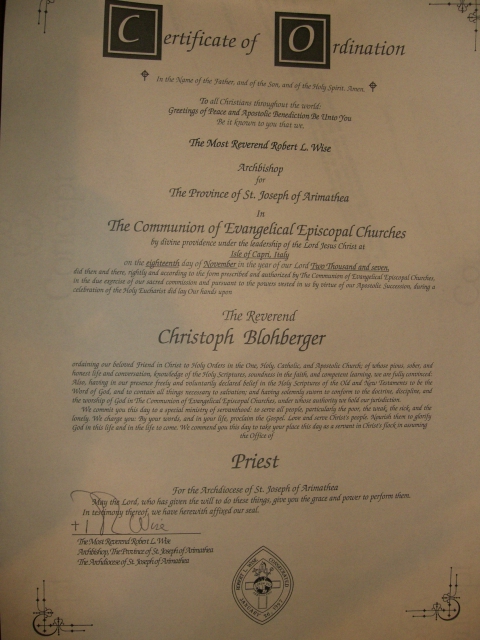 Certificate of Ordination
In the Name of the Father, and of the Son, and of the Holy Spirit, Amen.
To all Christians throughout the world:
Greetings of Peace and Apostolic Benediction Be Unto You
Be it known to you that we,
The Most Reverend Robert L. Wise
Archbishop
for
The Province of St. Joseph of Arimathea
In
The Communion of Evangelical Episcopal Churches
by divine providence under the leadership of the Lord Jesus Christ at
Isle of Capri, Italy
on the eighteenth day of November in the year of our Lord Two Thousand and seven,
did then and there, rightly and according to the form prescribed and authorized by The Communion of Evangelical Episcopal Churches,
in the due exercise of our sacred commission and pursuant to the powers vested in us by virtue of our Apostolic Succession, during a
celebration of the Holy Eucharist did lay Our hands upon
The Reverend
Christoph Blohberger
ordaining our beloved Friend in Christ to Holy Orders in the One, Holy, Catholic, and Apostolic Church; of whose pious, sober, and
honest life and conversation, knowledge of the Holy Scriptures, soundness in the faith, and competent learning, we are fully convinced:
Also, having in our presence freely and voluntarily declared belief in the Holy Scriptures of the Old and New Testaments to be the
Word of God, and to contain all things necessary to salvation; and having solemnly sworn to conform to the doctrine, discipline, and
the worship of God in The Communion of Evangelical Episcopal Churches, under whose authority we hold our jurisdiction.
We commit you this day to a special ministry of servanthood: to serve all people, particularly the poor, the weak, the sick, and the
lonely. We charge you: By your words, and in your life, proclaim the Gospel. Love and serve Christ's people. Nourish them to glorify
God in this life and in the life to come. We commend you this day to take your place this day as a servant in Christ's flock in assuming
the Office of
Priest
For the Archdiocese of St. Joseph of Arimathea
May the Lord, who has given the will to do these things, give you the grace and power to perform them.
In testimony thereof, we have herewith affixed our seal.
The Most Reverend Robert L. Wise
Archbishop, The Province of St. Joseph of Arimathea
The Archdiocese of St. Joseph of Arimathea